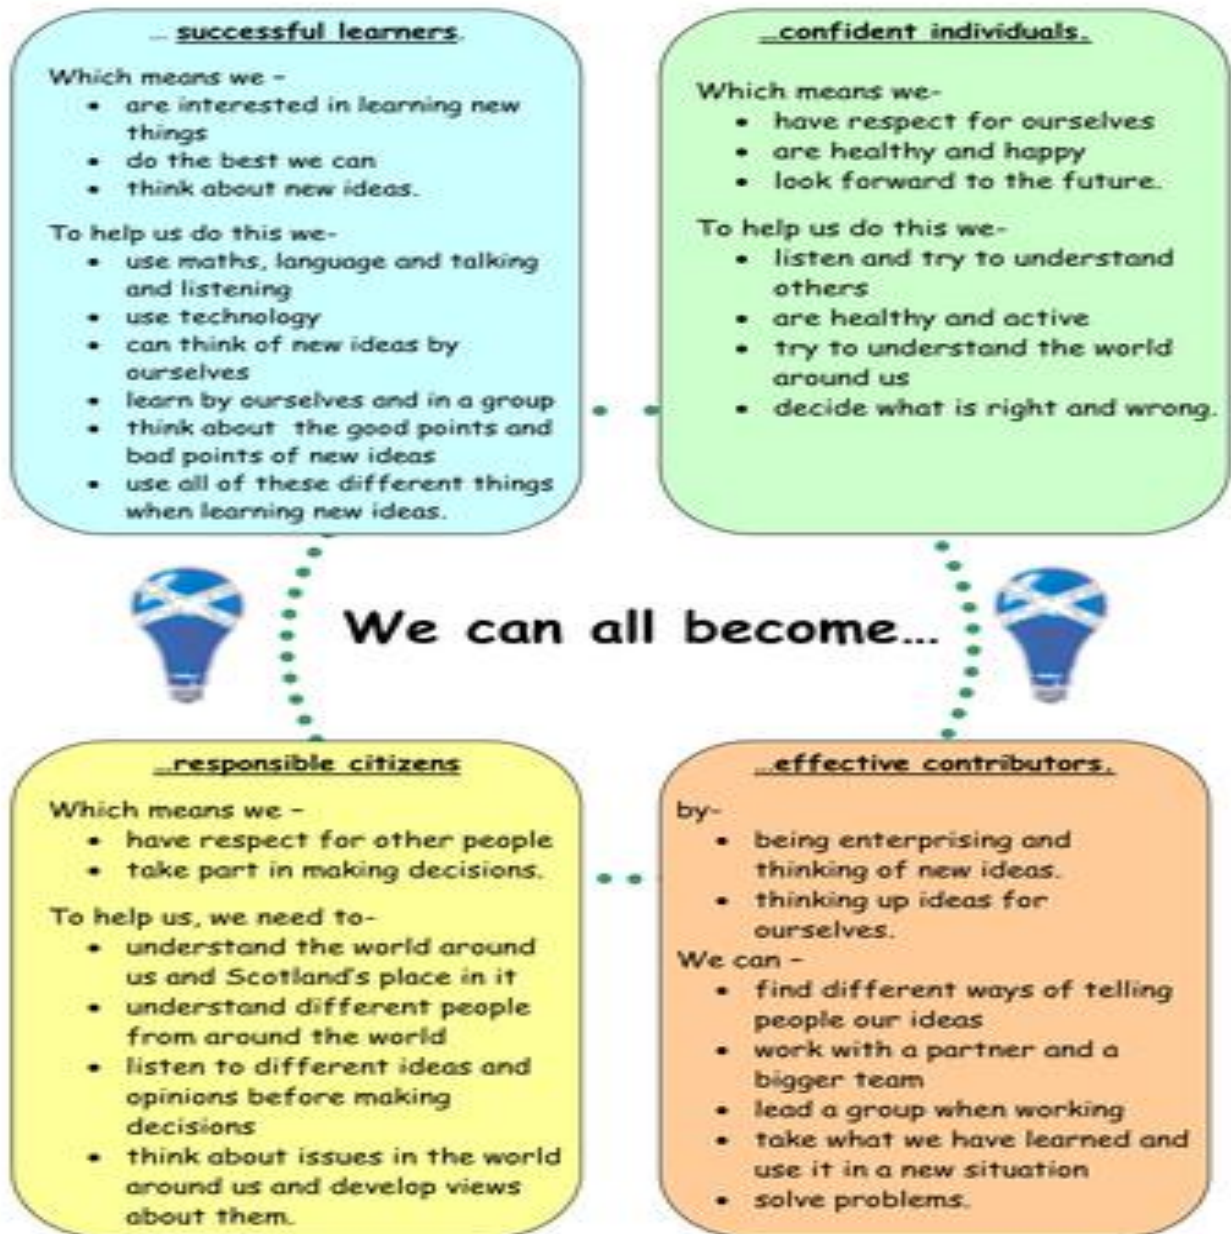 ... successful learners.
Which means we –
• are interested in learning new
things
• do the best we can
• think about new ideas.
To help us do this we-
• use maths, language and talking
and listening
• use technology
• can think of new ideas by
ourselves
• learn by ourselves and in a group
• think about the good points and
bad points of new ideas
• use all of these different things
when learning new ideas.
...confident individuals.
Which means we-
• have respect for ourselves
• are healthy and happy
• look forward to the future.
To help us do this we-
• listen and try to understand
others
• are healthy and active
• try to understand the world
around us
• decide what is right and wrong.
We can all become...
...responsible citizens
Which means we –
• have respect for other people
• take part in making decisions.
To help us, we need to-
• understand the world around
us and Scotland's place in it
• understand different people
from around the world
• listen to different ideas and
opinions before making
decisions
• think about issues in the world
around us and develop views
about them.
...effective contributors.
by-
• being enterprising and
thinking of new ideas.
• thinking up ideas for
ourselves.
We can –
• find different ways of telling
people our ideas
• work with a partner and a
bigger team
• lead a group when working
• take what we have learned and
use it in a new situation
• solve problems.